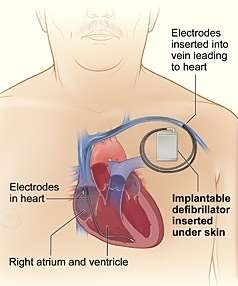 Electrodes
inserted into
vein leading
to heart
Electrodes
in heart
Implantable
defibrillator
inserted
under skin
Right atrium and ventricle